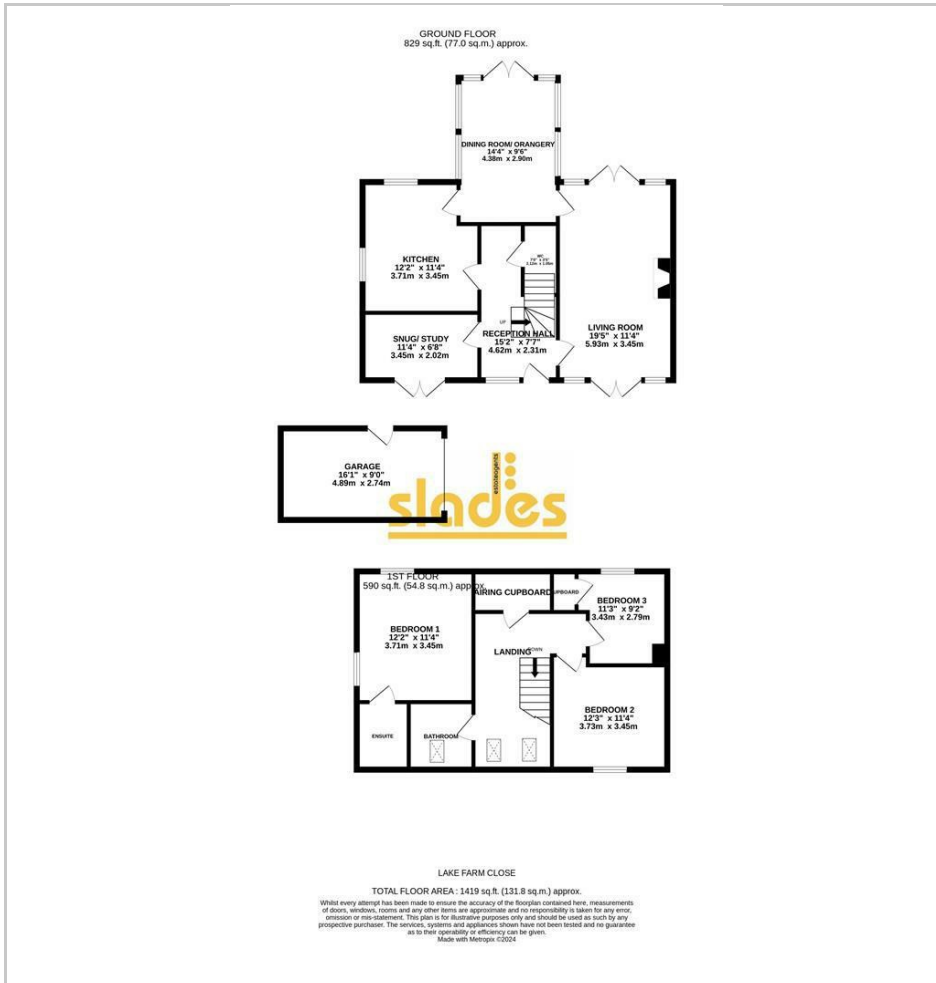 GROUND FLOOR
829 sq.ft. (77.0 sq.m.) approx.
DINING ROOM/ ORANGERY
14'4" x 9'6"
4.38m x 2.90m
KITCHEN
12'2" x 11'4"
3.71m x 3.45m
WC
UP
SNUG/ STUDY
11'4" x 6'8"
3.45m x 2.02m
RECEPTION HALL
15'2" x 7'7"
4.62m x 2.31m
LIVING ROOM
19'5" x 11'4"
5.93m x 3.45m
GARAGE
16'1" x 9'0"
4.89m x 2.74m
slades
estate agents
1ST FLOOR
590 sq.ft. (54.8 sq.m.) approx.
AIRING CUPBOARD
UPBOARD
BEDROOM 3
11'3" x 9'2"
3.43m x 2.79m
BEDROOM 1
12'2" x 11'4"
3.71m x 3.45m
LANDING
DOWN
BEDROOM 2
12'3" x 11'4"
3.73m x 3.45m
ENSUITE
BATHROOM
LAKE FARM CLOSE
TOTAL FLOOR AREA : 1419 sq.ft. (131.8 sq.m.) approx.
Whilst every attempt has been made to ensure the accuracy of the floorplan contained here, measurements
of doors, windows, rooms and any other items are approximate and no responsibility is taken for any error,
omission or mis-statement. This plan is for illustrative purposes only and should be used as such by any
prospective purchaser. The services, systems and appliances shown have not been tested and no guarantee
as to their operability or efficiency can be given.
Made with Metropix ©2024